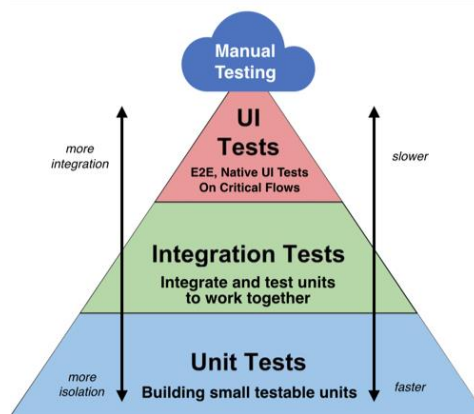 Manual
Testing
UI
Tests
E2E, Native UI Tests
On Critical Flows
more
integration
slower
Integration Tests
Integrate and test units
to work together
Unit Tests
Building small testable units
more
isolation
faster